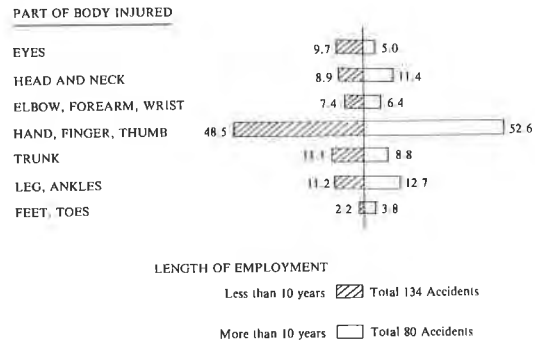 PART OF BODY INJURED
EYES 9.7 5.0
HEAD AND NECK 8.9 11.4
ELBOW, FOREARM, WRIST 7.4 6.4
HAND, FINGER, THUMB 48.5 52.6
TRUNK 11.1 8.8
LEG, ANKLES 11.2 12.7
FEET, TOES 2.2 3.8
LENGTH OF EMPLOYMENT
Less than 10 years Total 134 Accidents
More than 10 years Total 80 Accidents